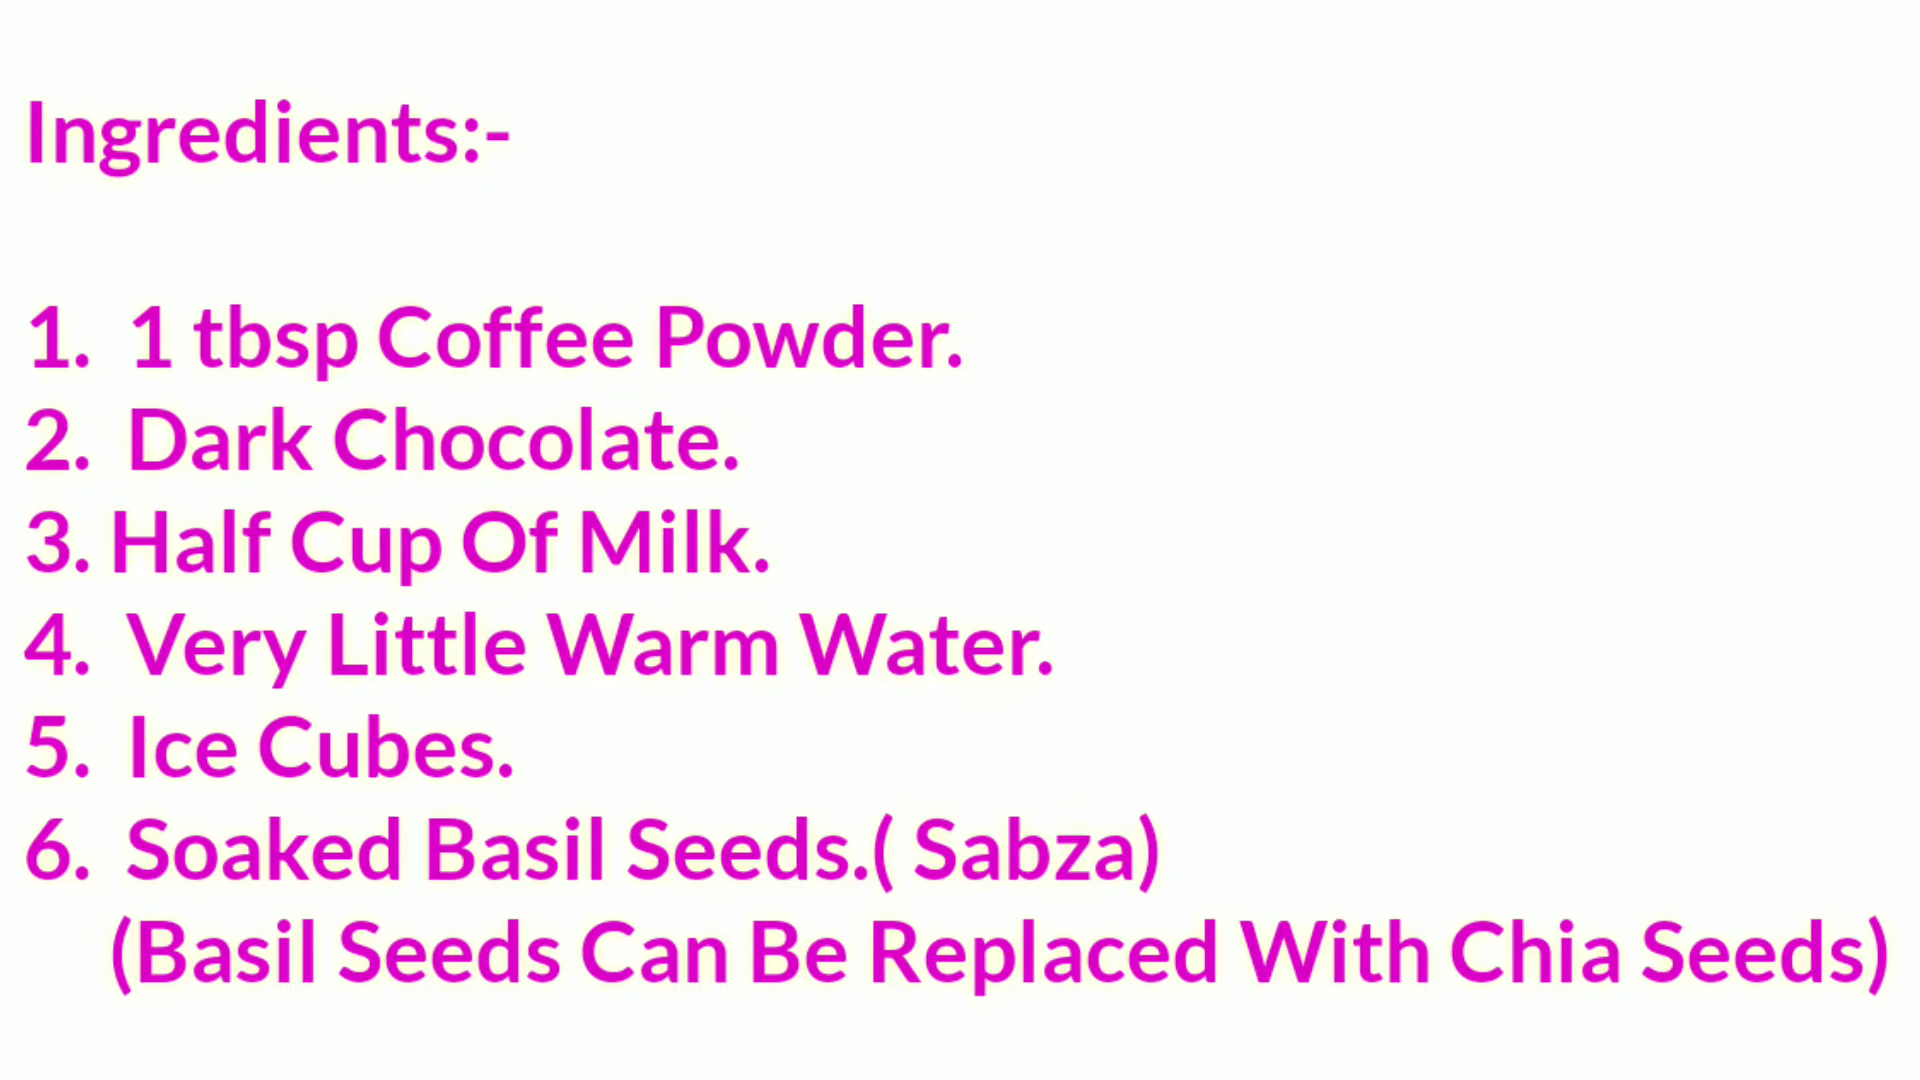 Ingredients:-
1. 1 tbsp Coffee Powder.
2. Dark Chocolate.
3. Half Cup Of Milk.
4. Very Little Warm Water.
5. Ice Cubes.
6. Soaked Basil Seeds.( Sabza)
(Basil Seeds Can Be Replaced With Chia Seeds)